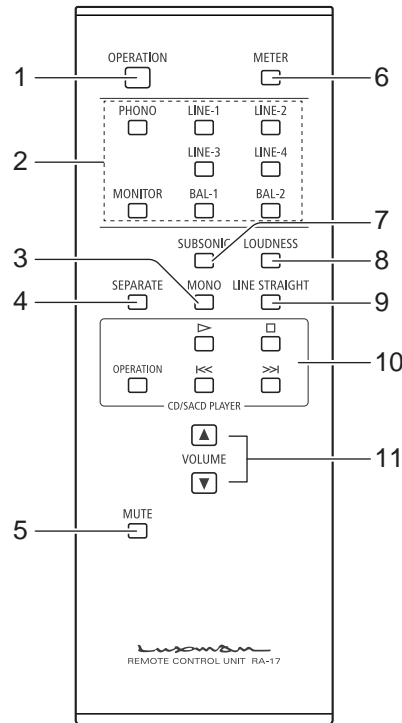 OPERATION METER
1 6
PHONO LINE-1 LINE-2
2
LINE-3 LINE-4
MONITOR BAL-1 BAL-2
7
SUBSONIC LOUDNESS
3 8
SEPARATE MONO LINE STRAIGHT
4 9
10
OPERATION
CD/SACD PLAYER
VOLUME 11
MUTE
5
Luxman
REMOTE CONTROL UNIT RA-17